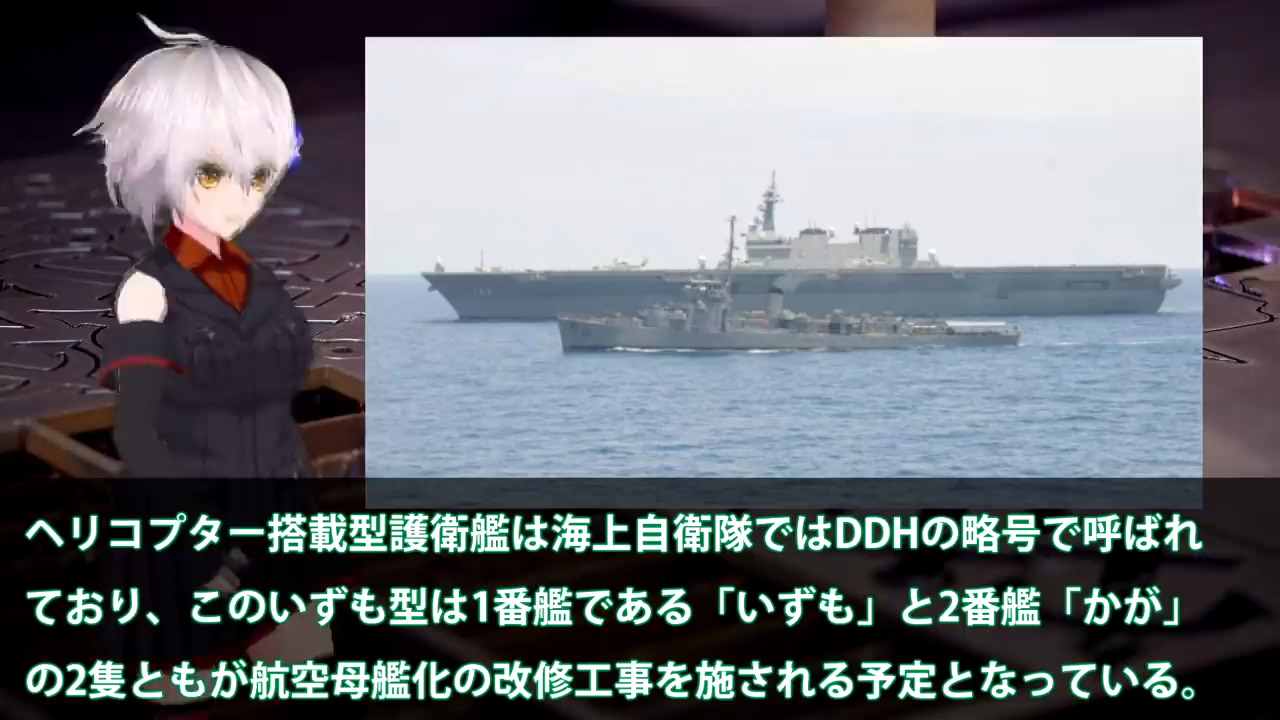 ヘリコプター搭載型護衛艦は海上自衛隊ではDDHの略号で呼ばれ
ており、このいずも型は1番艦である「いずも」と2番艦「かが」
の2隻ともが航空母艦化の改修工事を施される予定となっている。